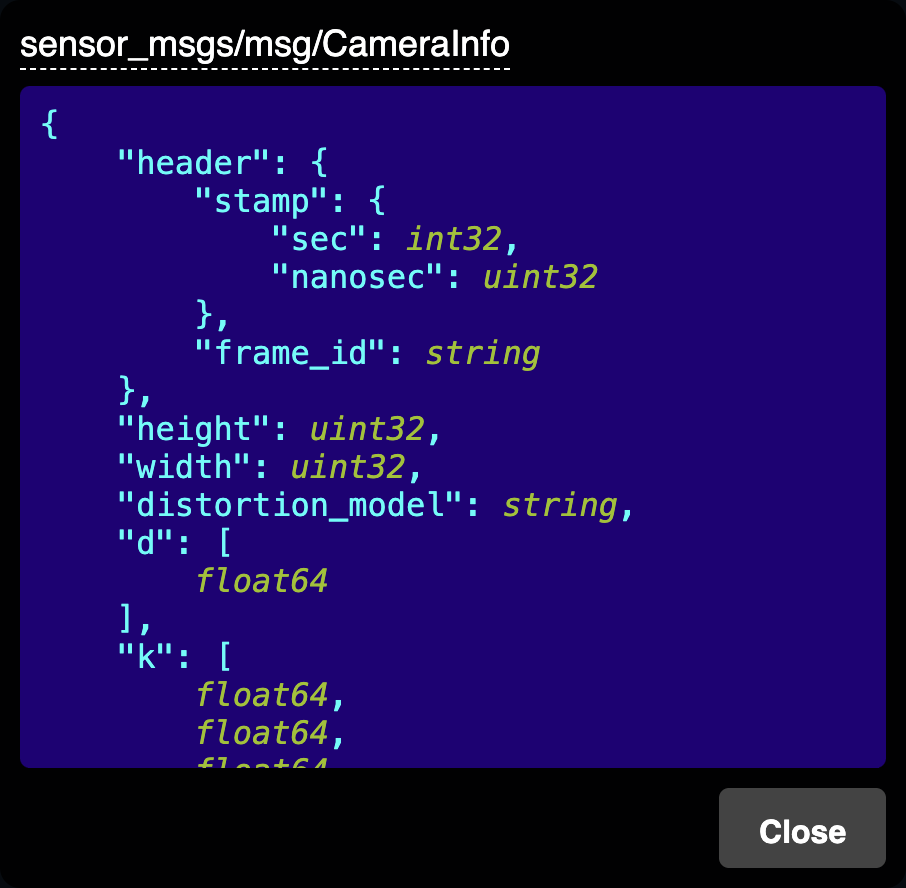 sensor_msgs/msg/CameraInfo
{
    "header": {
        "stamp": {
            "sec": int32,
            "nanosec": uint32
        },
        "frame_id": string
    },
    "height": uint32,
    "width": uint32,
    "distortion_model": string,
    "d": [
        float64
    ],
    "k": [
        float64,
        float64,
        float64
Close